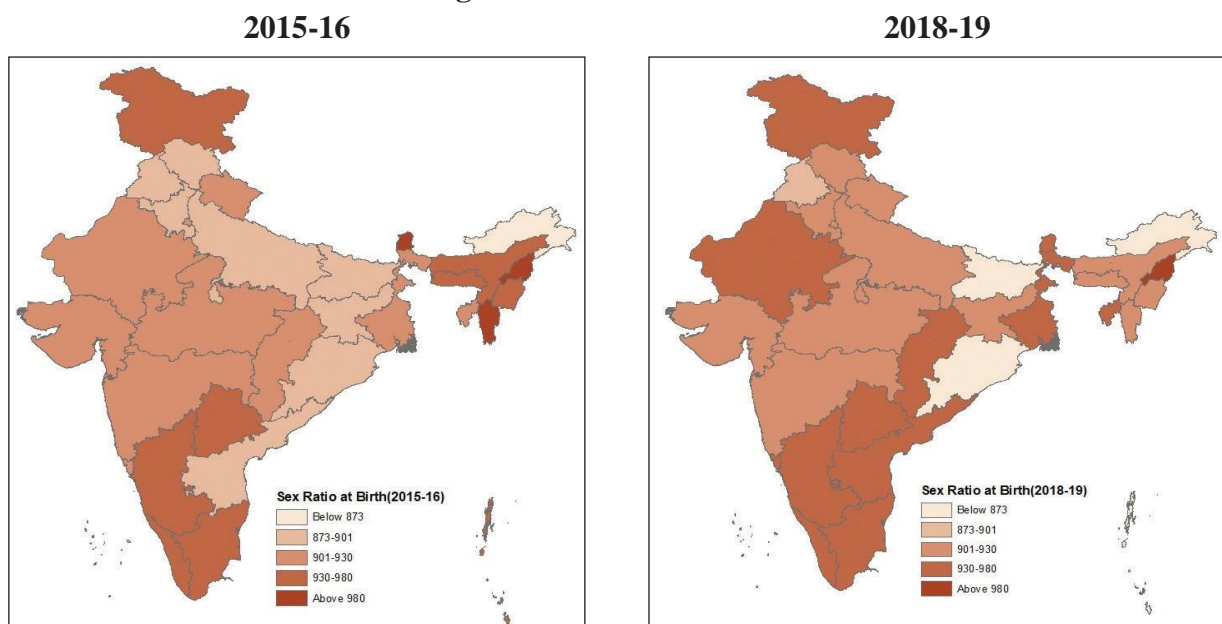 2015-16
2018-19
Sex Ratio at Birth(2015-16)
Below 873
873-901
901-930
930-980
Above 980
Sex Ratio at Birth(2018-19)
Below 873
873-901
901-930
930-980
Above 980